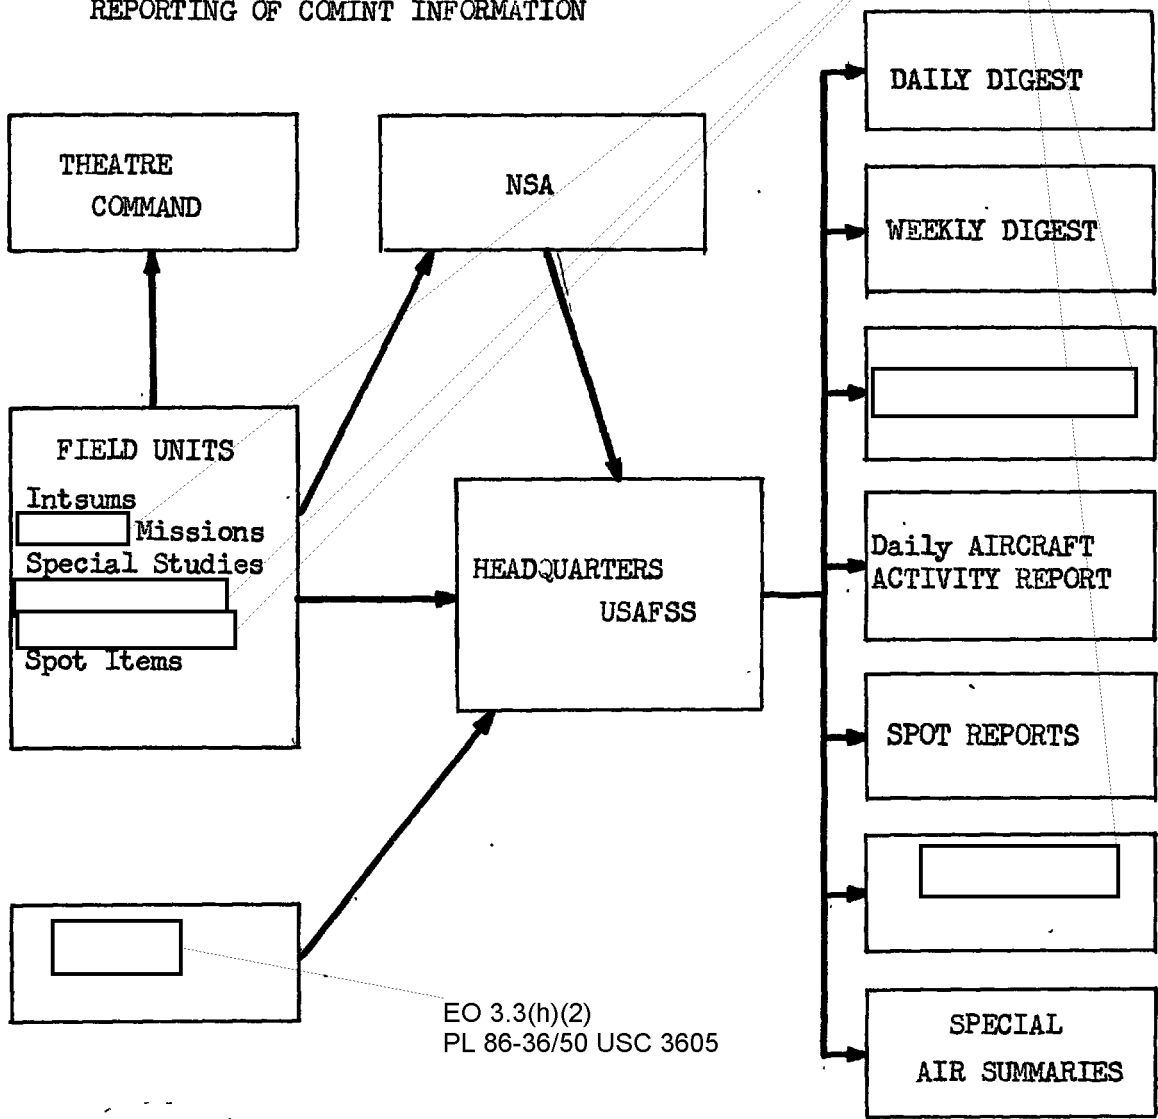 REPORTING OF COMINT INFORMATION
THEATRE
COMMAND
NSA
FIELD UNITS
Intsums
Missions
Special Studies
Spot Items
HEADQUARTERS
USAFSS
DAILY DIGEST
WEEKLY DIGEST
Daily AIRCRAFT
ACTIVITY REPORT
SPOT REPORTS
SPECIAL
AIR SUMMARIES
EO 3.3(h)(2)
PL 86-36/50 USC 3605